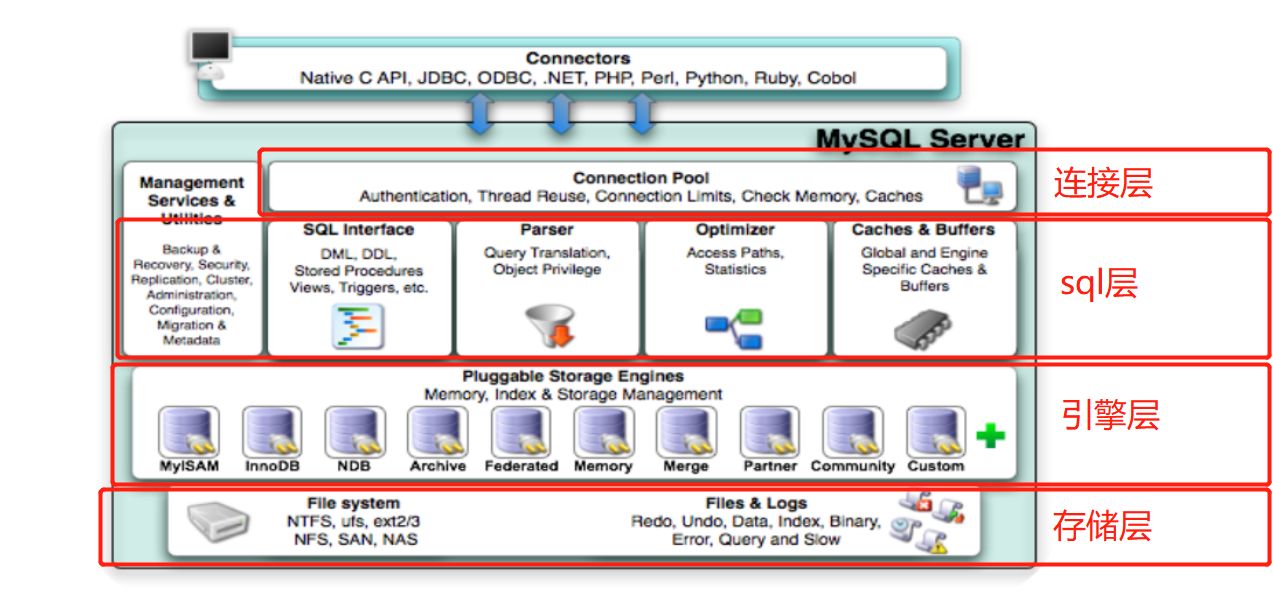 Connectors
Native C API, JDBC, ODBC, .NET, PHP, Perl, Python, Ruby, Cobol
MySQL Server
Management
Services &
Utilities
Backup &
Recovery, Security,
Replication, Cluster,
Administration,
Configuration,
Migration &
Metadata
Connection Pool
Authentication, Thread Reuse, Connection Limits, Check Memory, Caches
连接层
SQL Interface
DML, DDL,
Stored Procedures
Views, Triggers, etc.
Parser
Query Translation,
Object Privilege
Optimizer
Access Paths,
Statistics
Caches & Buffers
Global and Engine
Specific Caches &
Buffers
sql层
Pluggable Storage Engines
Memory, Index & Storage Management
MyISAM
InnoDB
NDB
Archive
Federated
Memory
Merge
Partner
Community
Custom
引擎层
File system
NTFS, ufs, ext2/3
NFS, SAN, NAS
Files & Logs
Redo, Undo, Data, Index, Binary,
Error, Query and Slow
存储层